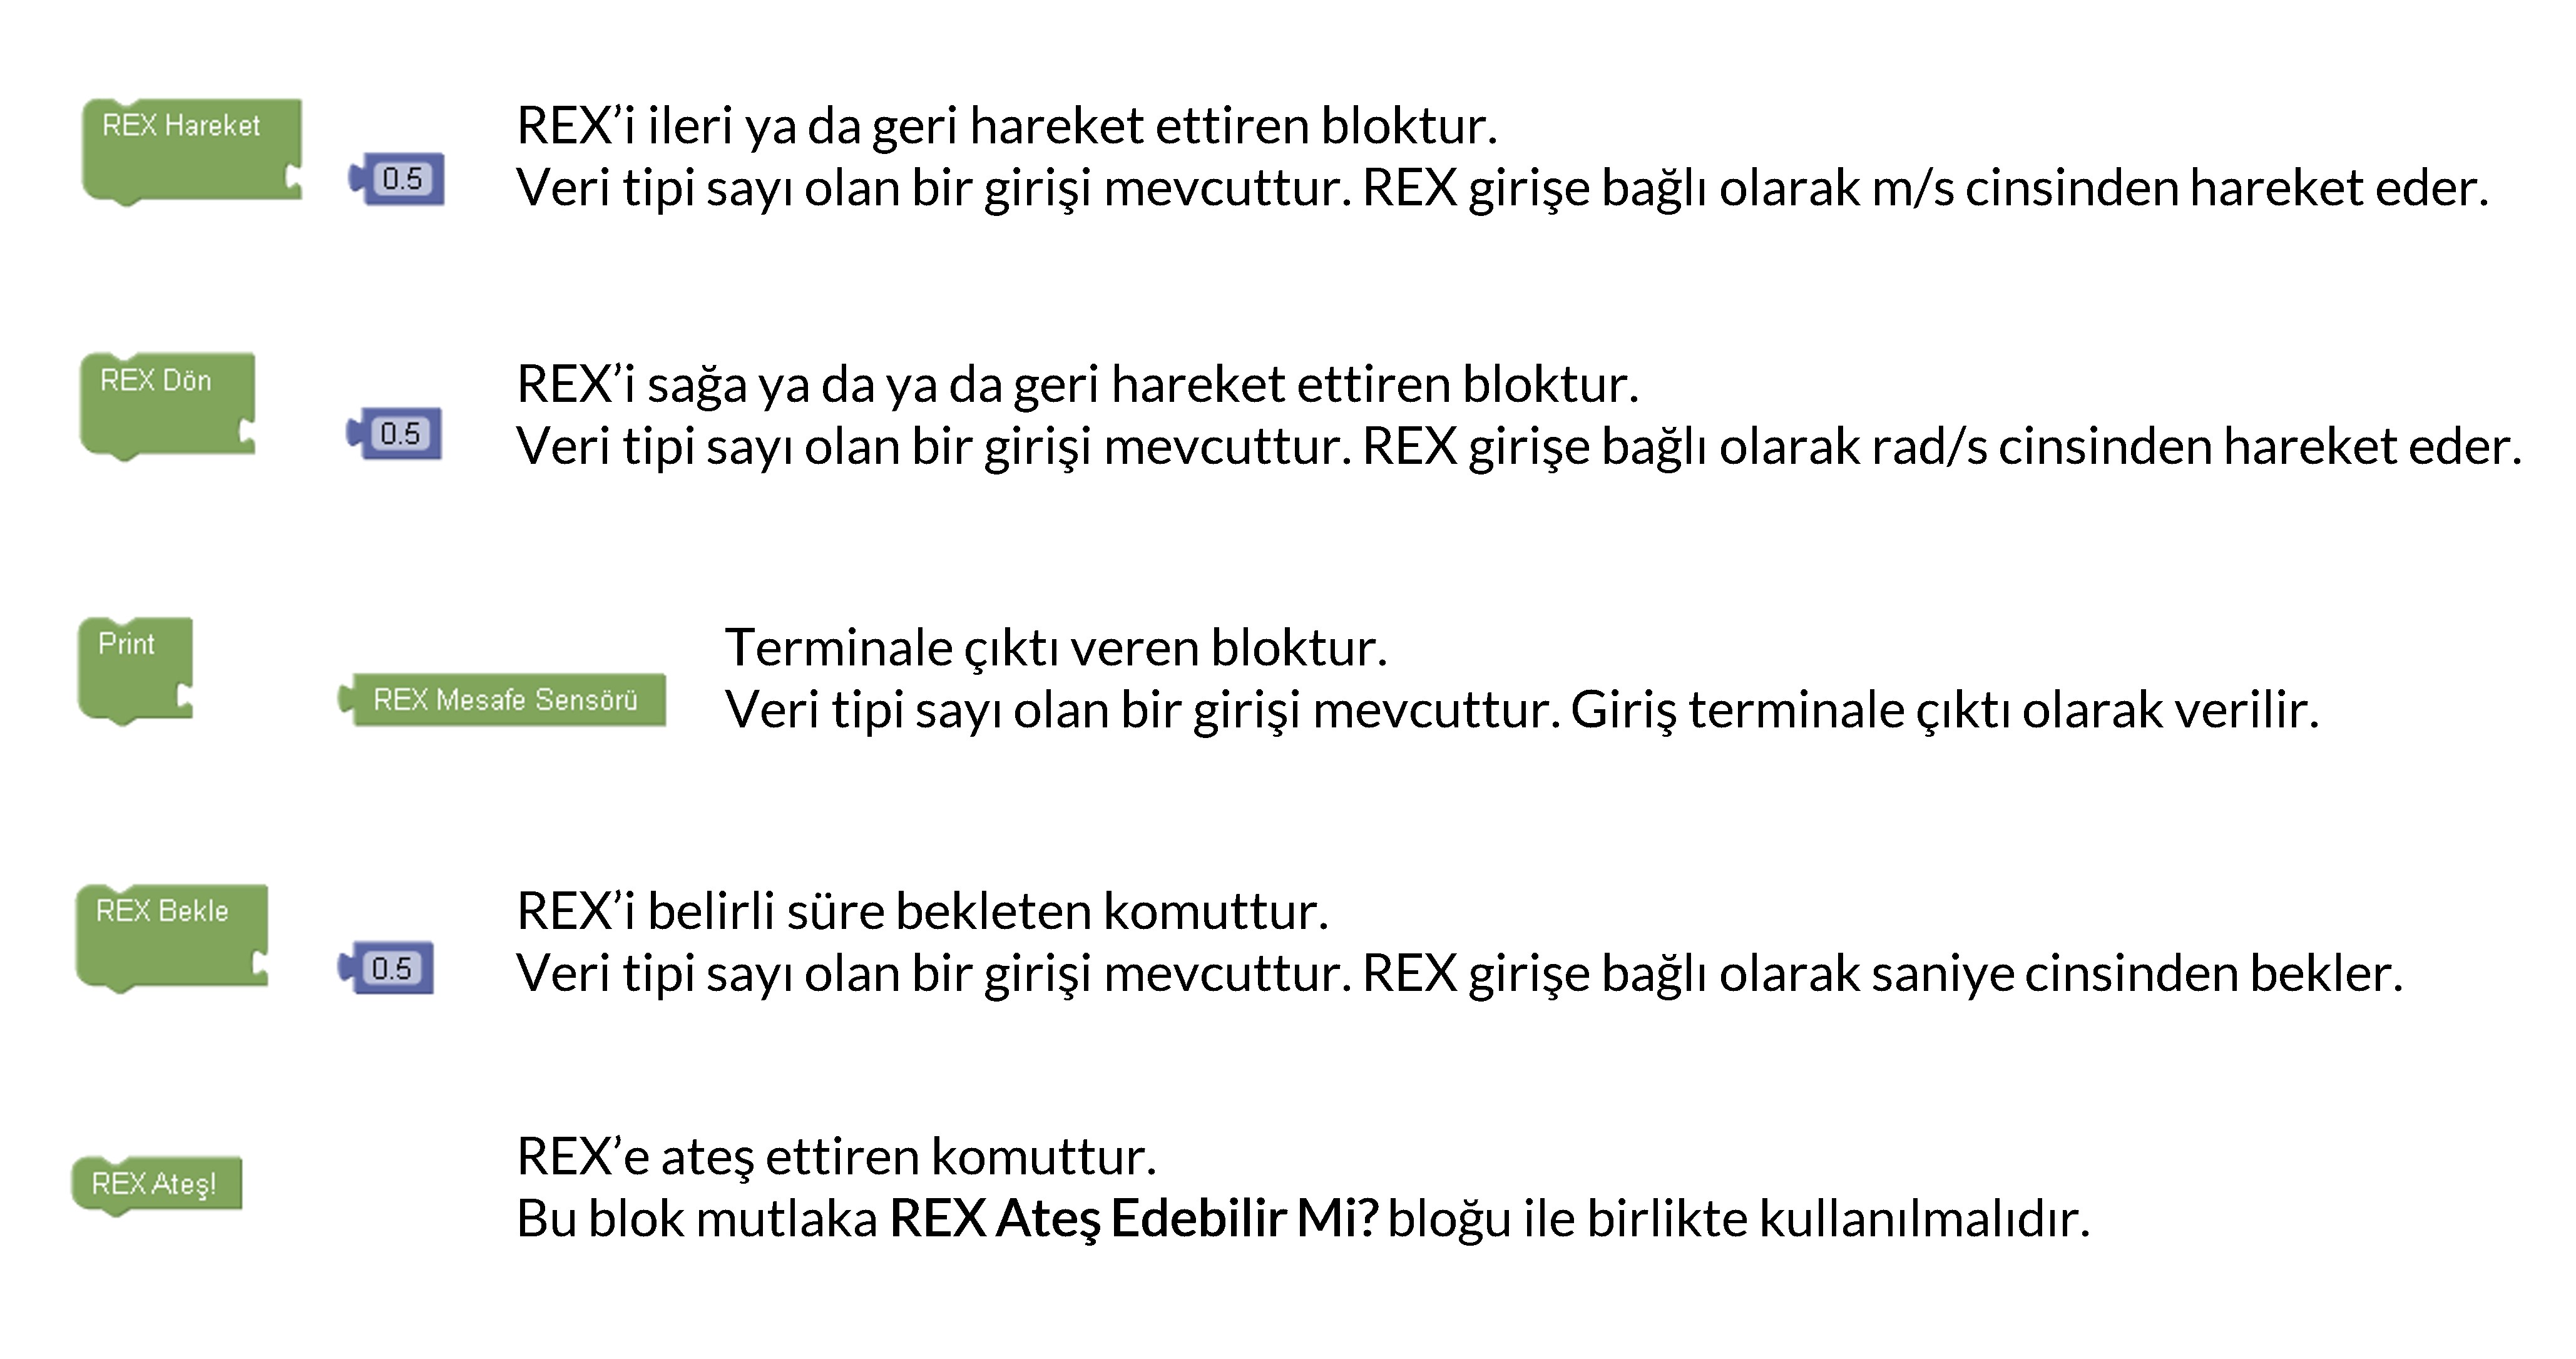 REX Hareket
0.5
REX'i ileri ya da geri hareket ettiren bloktur.
Veri tipi sayı olan bir girişi mevcuttur. REX girişe bağlı olarak m/s cinsinden hareket eder.
REX Dön
0.5
REX'i sağa ya da ya da geri hareket ettiren bloktur.
Veri tipi sayı olan bir girişi mevcuttur. REX girişe bağlı olarak rad/s cinsinden hareket eder.
Print
REX Mesafe Sensörü
Terminale çıktı veren bloktur.
Veri tipi sayı olan bir girişi mevcuttur. Giriş terminale çıktı olarak verilir.
REX Bekle
0.5
REX'i belirli süre bekleten komuttur.
Veri tipi sayı olan bir girişi mevcuttur. REX girişe bağlı olarak saniye cinsinden bekler.
REX Ateş!
REX'e ateş ettiren komuttur.
Bu blok mutlaka REX Ateş Edebilir Mi? bloğu ile birlikte kullanılmalıdır.